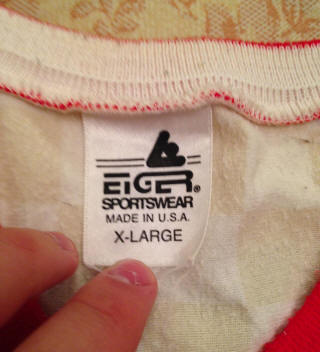 EIGER®
SPORTSWEAR
MADE IN U.S.A.
X-LARGE